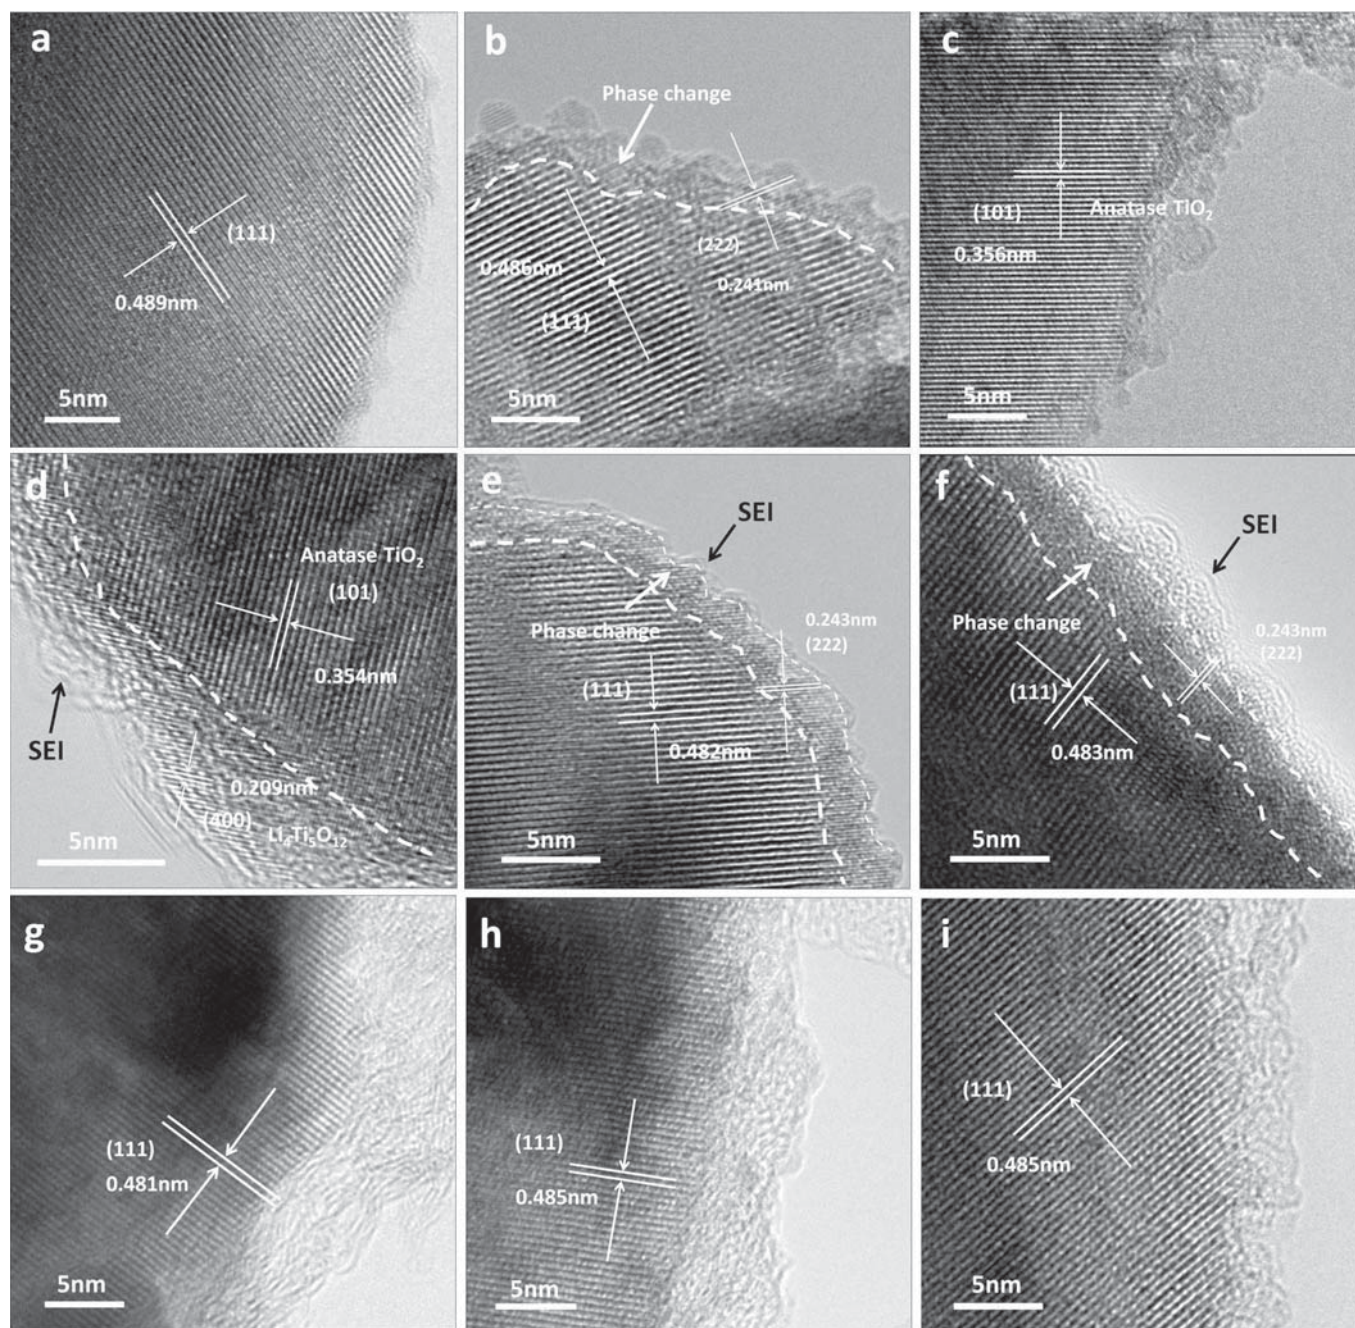 a
(111)
0.489nm
5nm
b
Phase change
(222)
0.486nm
0.241nm
(111)
5nm
c
(101)
Anatase TiO₂
0.356nm
5nm
d
Anatase TiO₂
(101)
0.354nm
SEI
0.209nm
(400)
Li₄Ti₅O₁₂
5nm
e
SEI
Phase change
0.243nm
(222)
(111)
0.482nm
5nm
f
SEI
Phase change
0.243nm
(222)
(111)
0.483nm
5nm
g
(111)
0.481nm
5nm
h
(111)
0.485nm
5nm
i
(111)
0.485nm
5nm